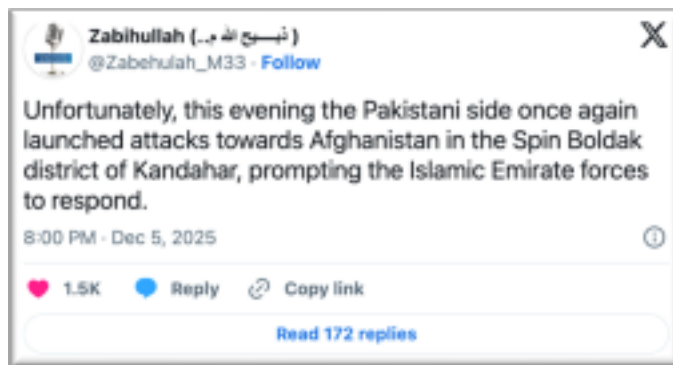 Zabihullah (..ذبـــیح الله م)
@Zabehulah_M33 · Follow
Unfortunately, this evening the Pakistani side once again
launched attacks towards Afghanistan in the Spin Boldak
district of Kandahar, prompting the Islamic Emirate forces
to respond.
8:00 PM · Dec 5, 2025
1.5K Reply Copy link
Read 172 replies